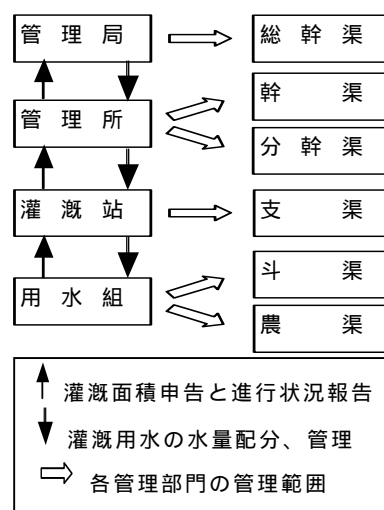 管理局
総幹渠
幹渠
管理所
分幹渠
灌漑站
支渠
斗渠
用水組
農渠
灌漑面積申告と進行状況報告
灌漑用水の水量配分、管理
各管理部門の管理範囲